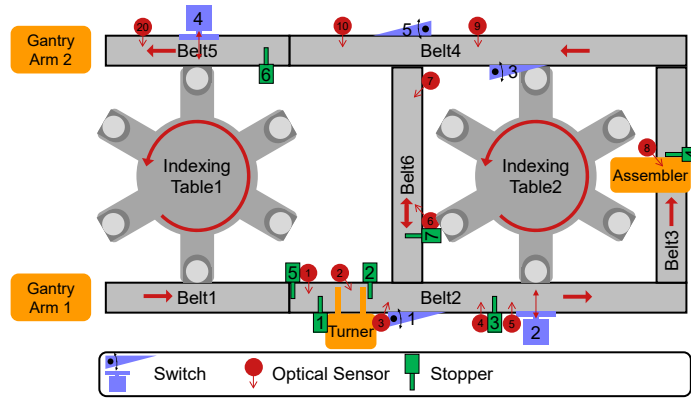 20
4
10
5
9
Gantry
Arm 2
Belt5
Belt4
6
3
7
8
Indexing
Table1
Belt6
Indexing
Table2
Assembler
6
7
Belt3
5
1
2
2
Gantry
Arm 1
Belt1
Belt2
1
3
1
4
3
5
2
Turner
Switch
Optical Sensor
Stopper